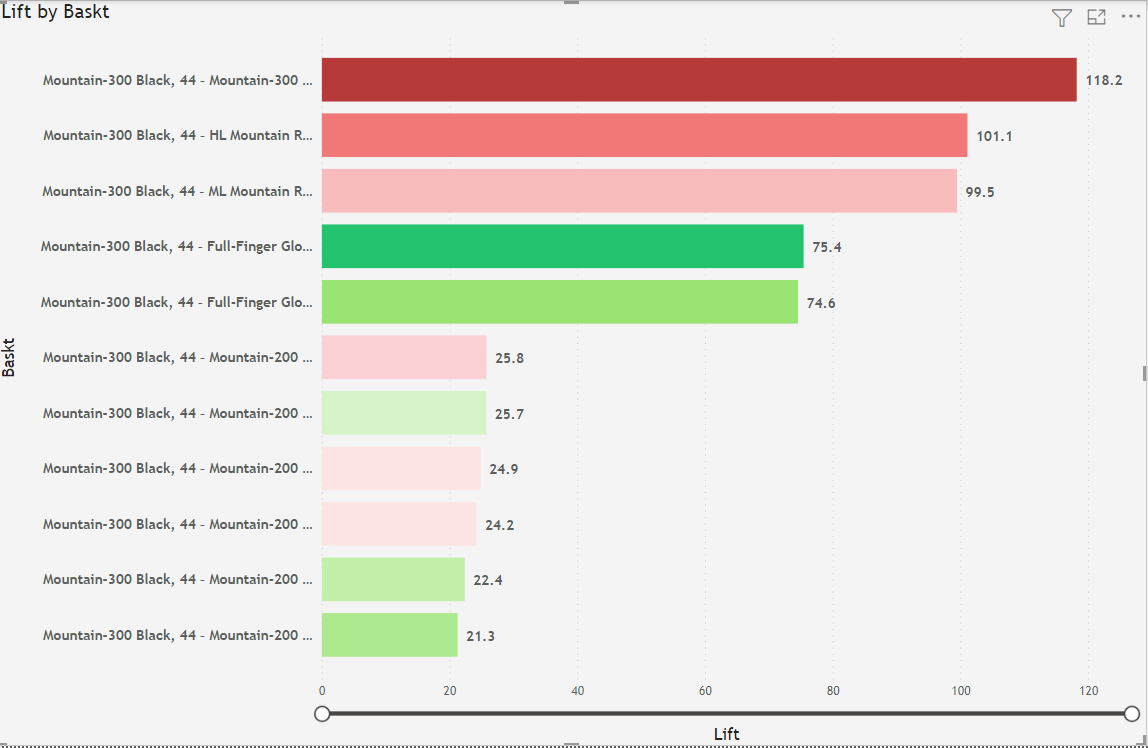 Lift by Baskt
Mountain-300 Black, 44 - Mountain-300 ... 118.2
Mountain-300 Black, 44 - HL Mountain R... 101.1
Mountain-300 Black, 44 - ML Mountain R... 99.5
Mountain-300 Black, 44 - Full-Finger Glo... 75.4
Mountain-300 Black, 44 - Full-Finger Glo... 74.6
Mountain-300 Black, 44 - Mountain-200 ... 25.8
Mountain-300 Black, 44 - Mountain-200 ... 25.7
Mountain-300 Black, 44 - Mountain-200 ... 24.9
Mountain-300 Black, 44 - Mountain-200 ... 24.2
Mountain-300 Black, 44 - Mountain-200 ... 22.4
Mountain-300 Black, 44 - Mountain-200 ... 21.3
Baskt
0 20 40 60 80 100 120
Lift